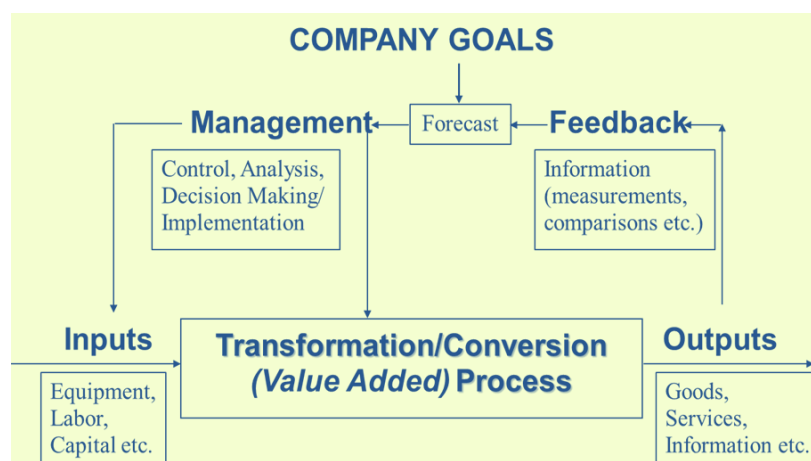 COMPANY GOALS
Management
Forecast
Feedback
Control, Analysis,
Decision Making/
Implementation
Information
(measurements,
comparisons etc.)
Inputs
Transformation/Conversion
(Value Added) Process
Outputs
Equipment,
Labor,
Capital etc.
Goods,
Services,
Information etc.